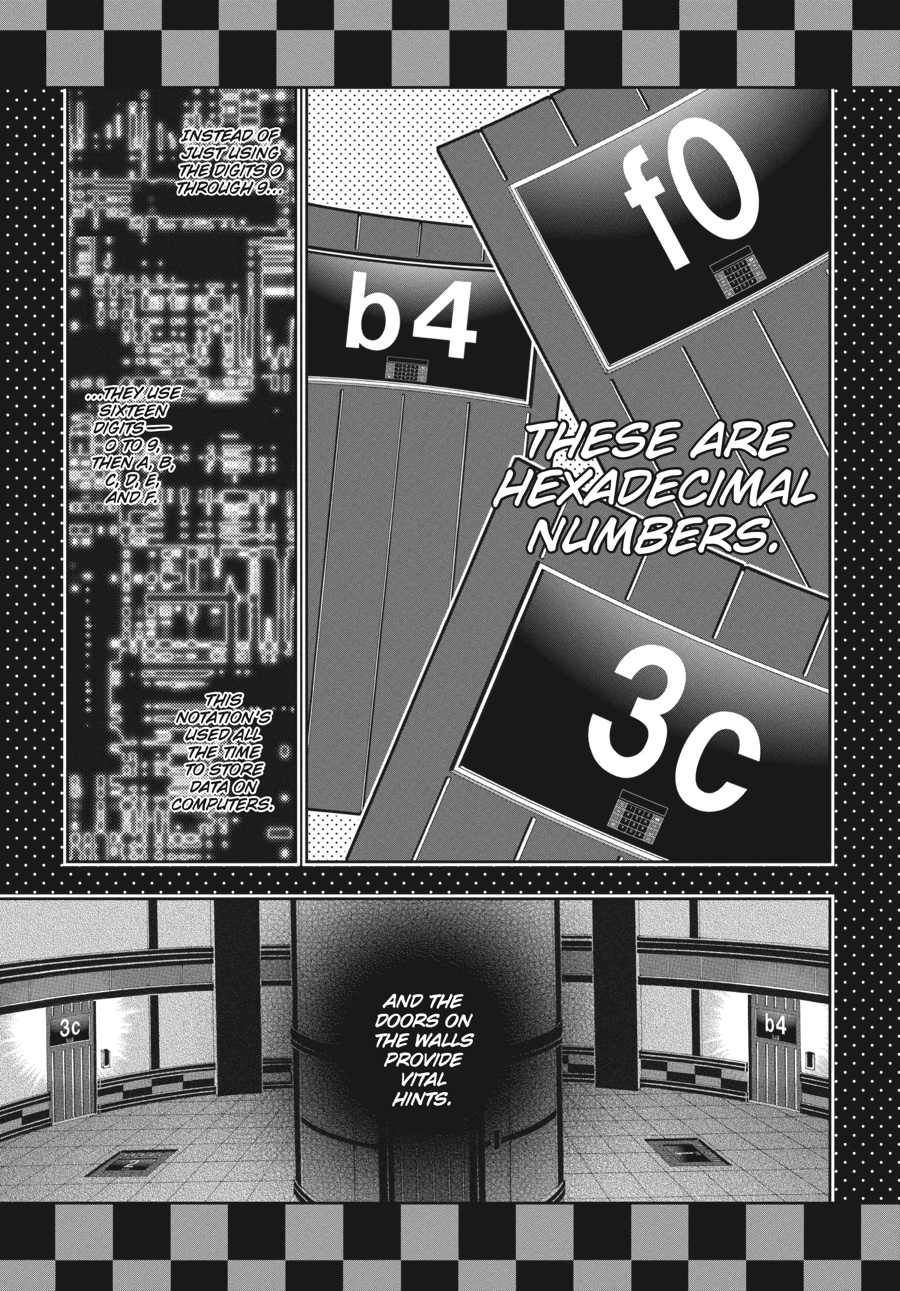 f0
b4
THESE ARE
HEXADECIMAL
NUMBERS.
3c
INSTEAD OF
JUST USING
THE DIGITS 0
THROUGH 9...
...THEY USE
SIXTEEN
DIGITS—
0 TO 9,
THEN A, B,
C, D, E,
AND F.
THIS
NOTATION'S
USED ALL
THE TIME
TO STORE
DATA ON
COMPUTERS.
3c
AND THE
DOORS ON
THE WALLS
PROVIDE
VITAL
HINTS.
b4
2